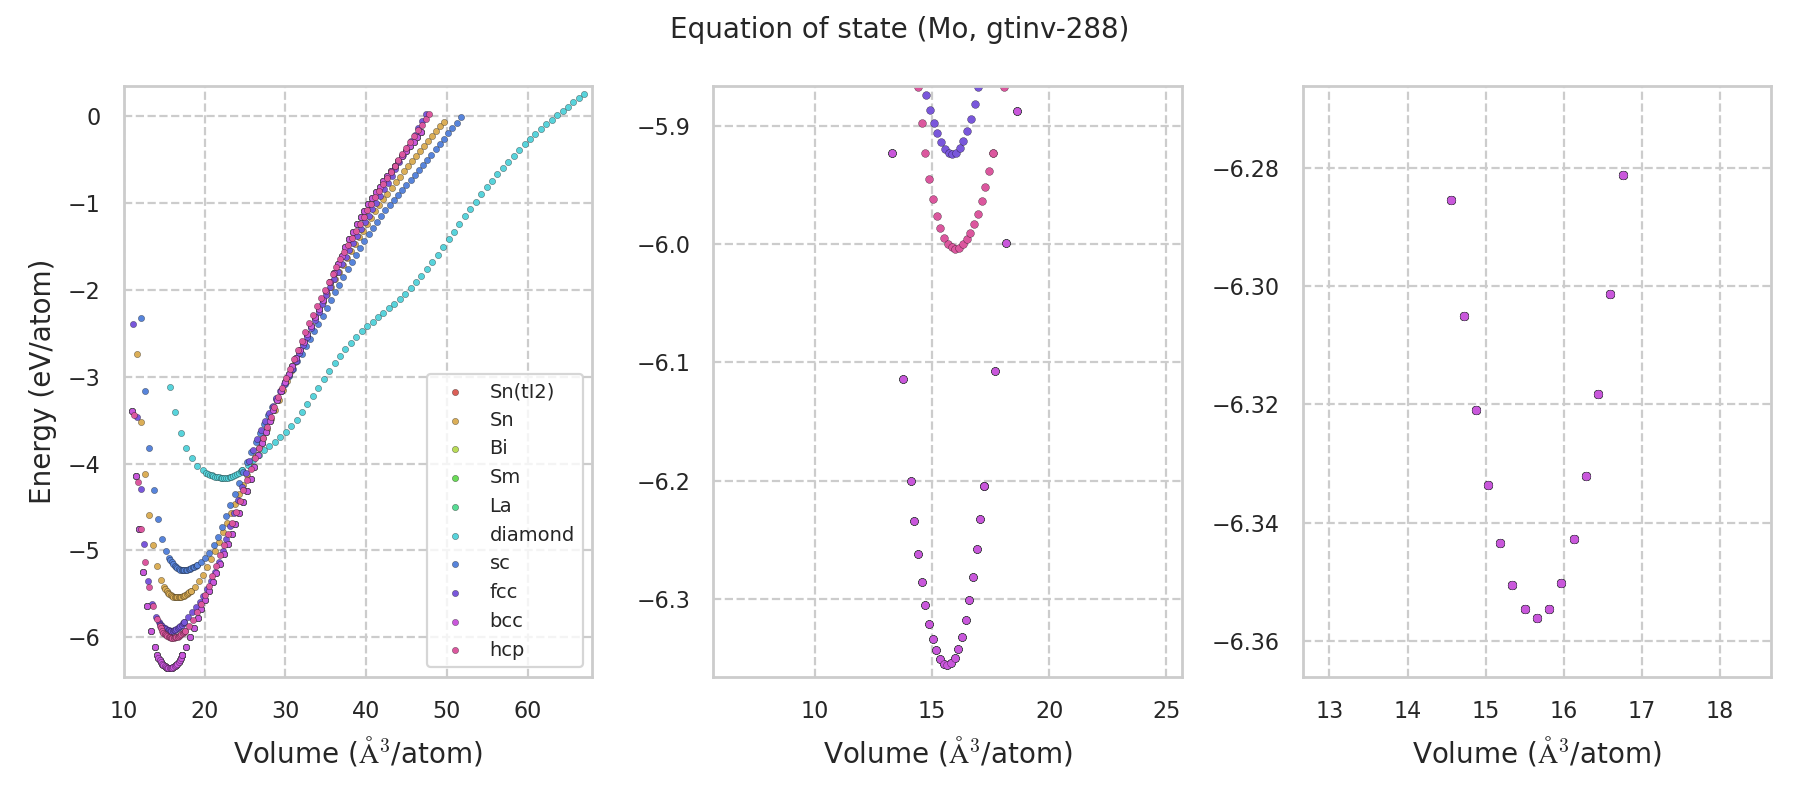 Equation of state (Mo, gtinv-288)
Energy (eV/atom)
0
−1
−2
−3
−4
−5
−6
10 20 30 40 50 60
Volume (Å³/atom)
Sn(tI2)
Sn
Bi
Sm
La
diamond
sc
fcc
bcc
hcp
−5.9
−6.0
−6.1
−6.2
−6.3
10 15 20 25
Volume (Å³/atom)
−6.28
−6.30
−6.32
−6.34
−6.36
13 14 15 16 17 18
Volume (Å³/atom)